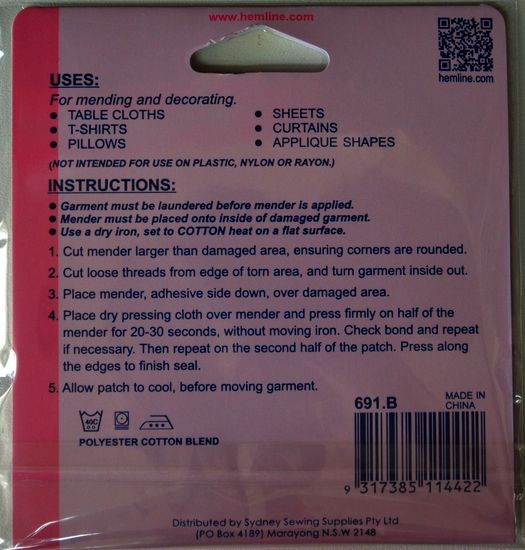 www.hemline.com
hemline.com
USES:
For mending and decorating.
• TABLE CLOTHS
• T-SHIRTS
• PILLOWS
• SHEETS
• CURTAINS
• APPLIQUE SHAPES
(NOT INTENDED FOR USE ON PLASTIC, NYLON OR RAYON.)
INSTRUCTIONS:
• Garment must be laundered before mender is applied.
• Mender must be placed onto inside of damaged garment.
• Use a dry iron, set to COTTON heat on a flat surface.
1. Cut mender larger than damaged area, ensuring corners are rounded.
2. Cut loose threads from edge of torn area, and turn garment inside out.
3. Place mender, adhesive side down, over damaged area.
4. Place dry pressing cloth over mender and press firmly on half of the
mender for 20-30 seconds, without moving iron. Check bond and repeat
if necessary. Then repeat on the second half of the patch. Press along
the edges to finish seal.
5. Allow patch to cool, before moving garment.
40C
POLYESTER COTTON BLEND
691.B
MADE IN
CHINA
9 317385 114422
Distributed by Sydney Sewing Supplies Pty Ltd
(PO Box 4189) Marayong N.S.W 2148